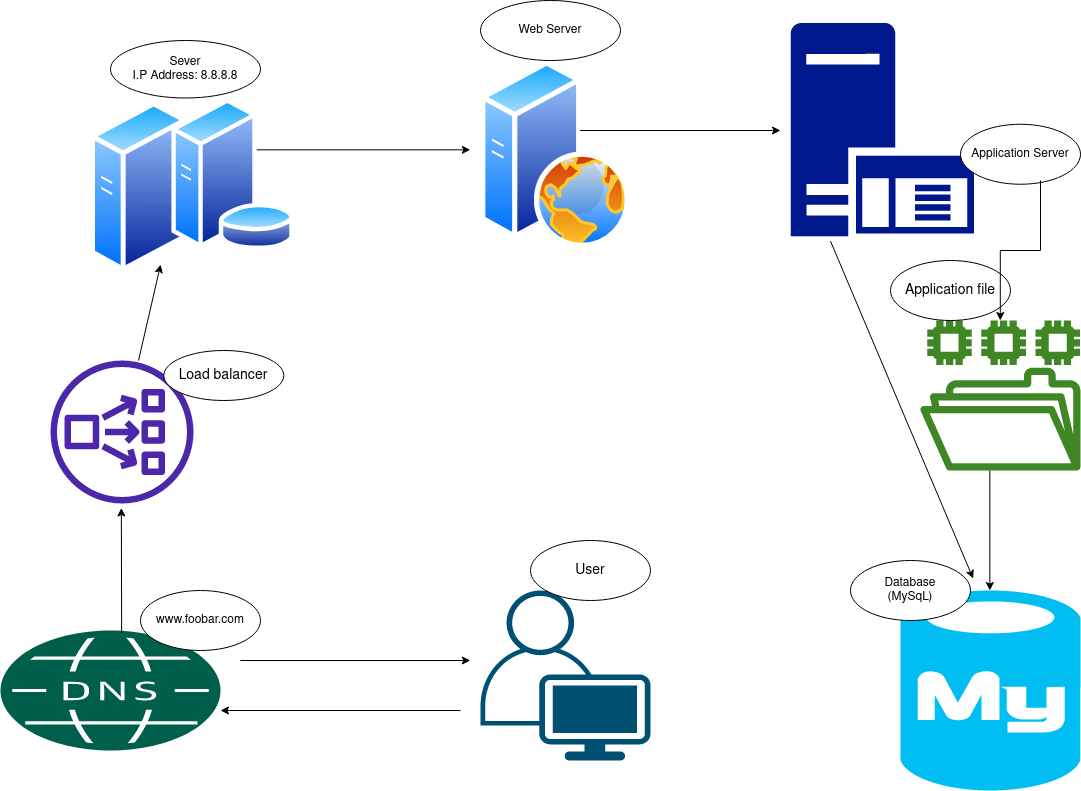 Web Server
Sever
I.P Address: 8.8.8.8
Application Server
Application file
Load balancer
User
Database
(MySqL)
www.foobar.com
DNS
My